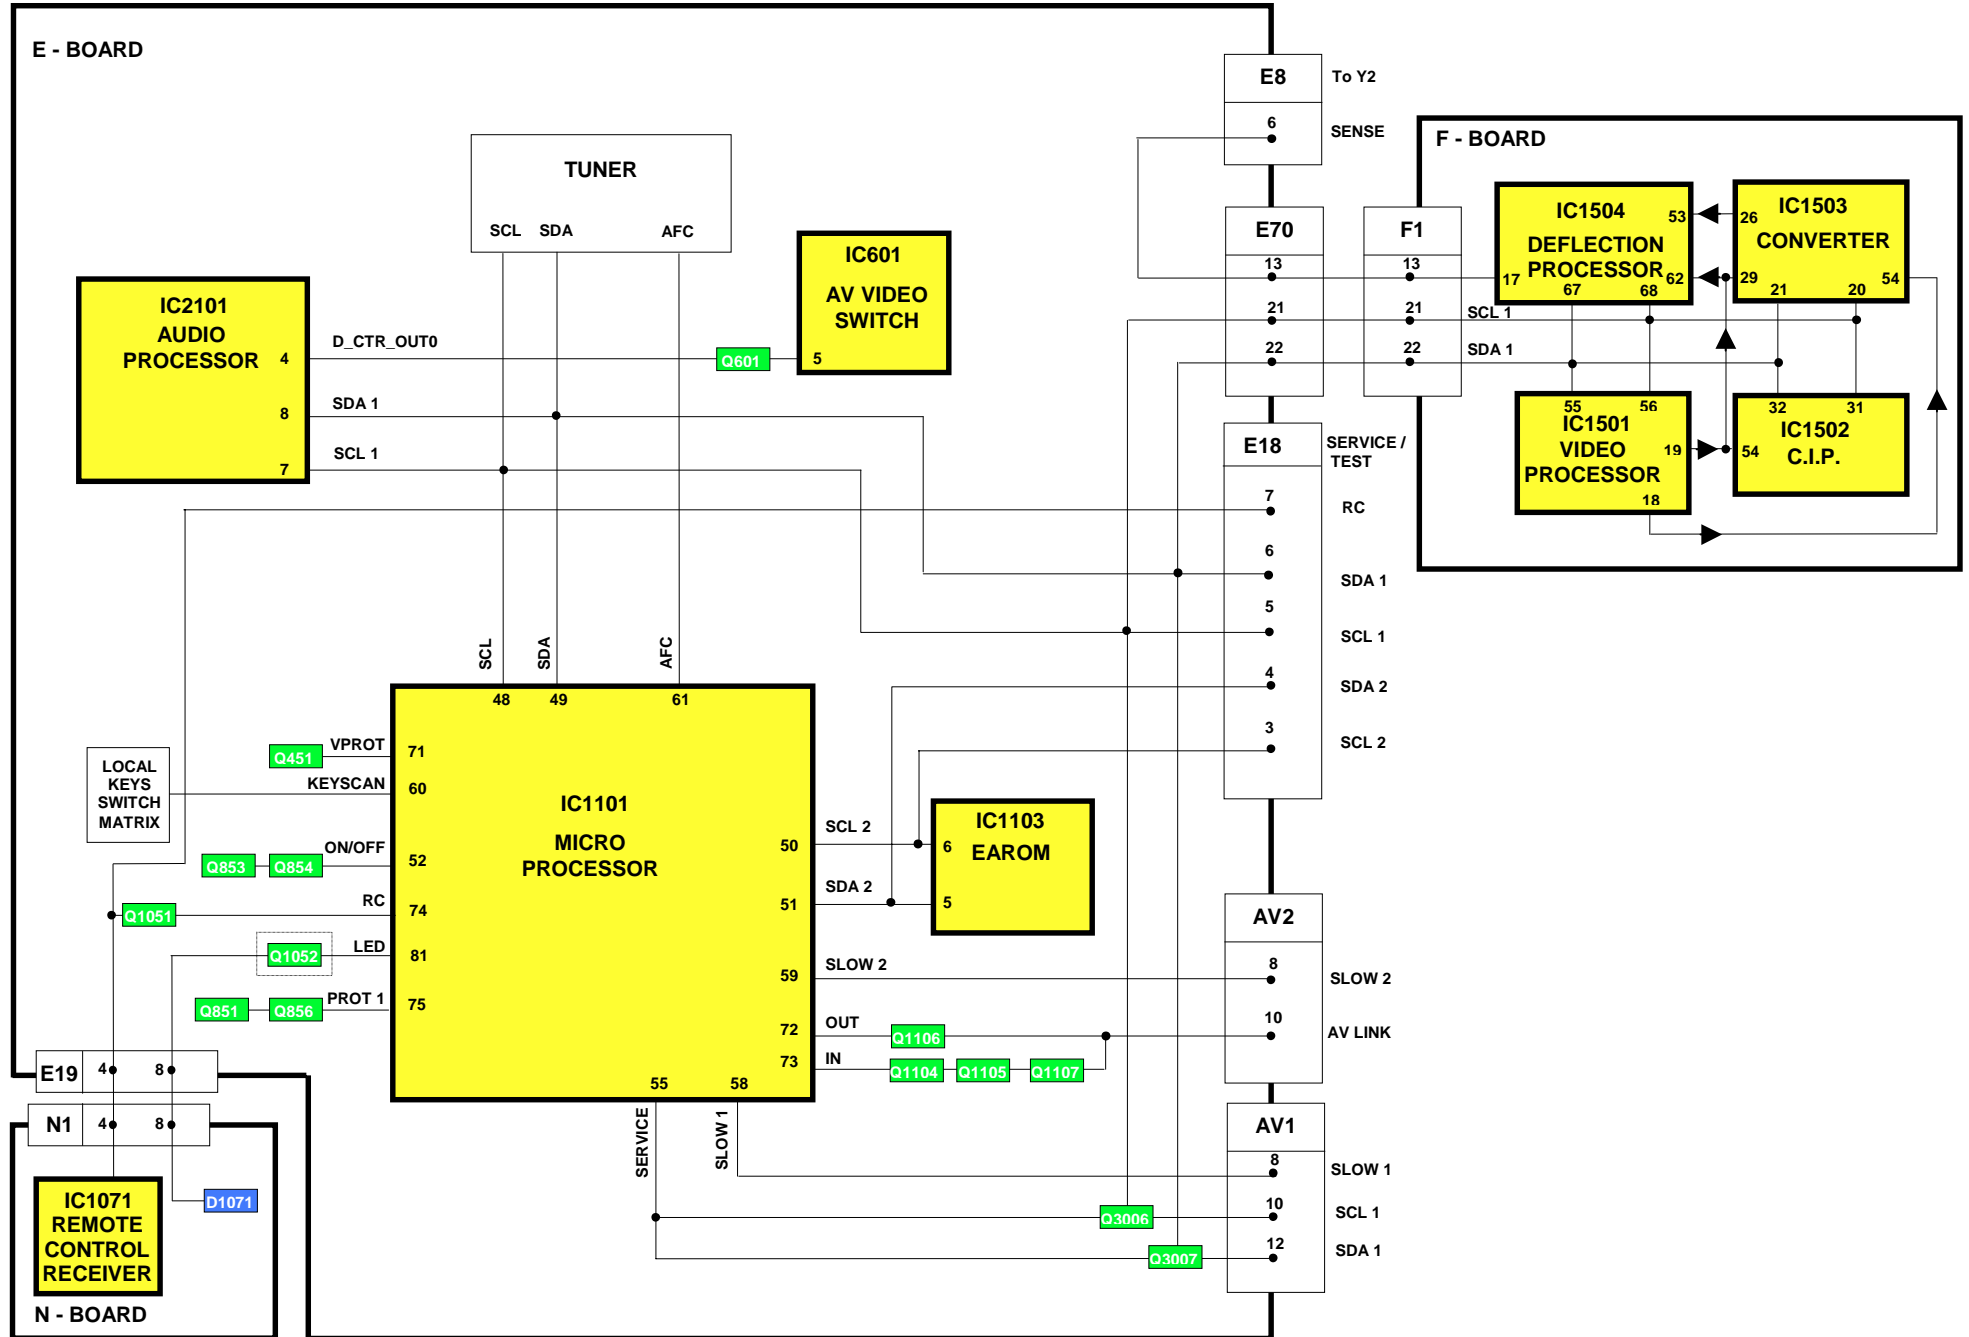 E - BOARD
E8
To Y2
6
SENSE
F - BOARD
TUNER
SCL
SDA
AFC
E70
F1
13
13
21
21
SCL 1
22
22
SDA 1
IC1504
DEFLECTION
PROCESSOR
53
17
62
67
68
IC1503
CONVERTER
26
29
54
21
20
55
56
IC1501
VIDEO
PROCESSOR
19
18
32
31
IC1502
C.I.P.
54
IC601
AV VIDEO
SWITCH
5
IC2101
AUDIO
PROCESSOR
4
D_CTR_OUT0
Q601
8
SDA 1
7
SCL 1
E18
SERVICE /
TEST
7
RC
6
SDA 1
5
SCL 1
4
SDA 2
3
SCL 2
SCL
SDA
AFC
48
49
61
IC1101
MICRO
PROCESSOR
Q451
VPROT
71
LOCAL
KEYS
SWITCH
MATRIX
KEYSCAN
60
Q853
Q854
ON/OFF
52
Q1051
RC
74
Q1052
LED
81
Q851
Q856
PROT 1
75
50
SCL 2
6
IC1103
EAROM
51
SDA 2
5
59
SLOW 2
72
OUT
Q1106
73
IN
Q1104
Q1105
Q1107
55
58
SERVICE
SLOW 1
AV2
8
SLOW 2
10
AV LINK
AV1
8
SLOW 1
Q3006
10
SCL 1
Q3007
12
SDA 1
E19
4
8
N1
4
8
D1071
IC1071
REMOTE
CONTROL
RECEIVER
N - BOARD